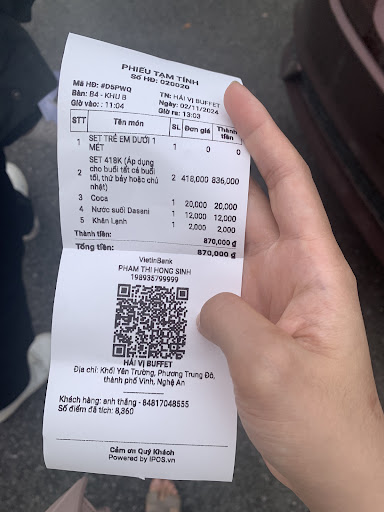 PHIẾU TẠM TÍNH
Số HĐ: 020020
Mã HĐ: #D5PWQ TN: HẢI VỊ BUFFET
Bàn: B4 - KHU B Ngày: 02/11/2024
Giờ vào: : 11:04 Giờ ra: 13:03
STT Tên món SL Đơn giá Thành tiền
1 SET TRẺ EM DƯỚI 1 MÉT 1 0 0
2 SET 418K (Áp dụng cho buổi tất cả buổi tối, thứ bảy hoặc chủ nhật) 2 418,000 836,000
3 Coca 1 20,000 20,000
4 Nước suối Dasani 1 12,000 12,000
5 Khăn Lạnh 1 2,000 2,000
Thành tiền: 870,000 đ
Tổng tiền: 870,000 đ
VietinBank
PHAM THI HONG SINH
198935799999
HẢI VỊ BUFFET
Địa chỉ: Khối Yên Trường, Phương Trung Đô,
thành phố Vinh, Nghệ An
Khách hàng: anh thắng - 84817048555
Số điểm đã tích: 8,360
Cảm ơn Quý Khách
Powered by IPOS.vn